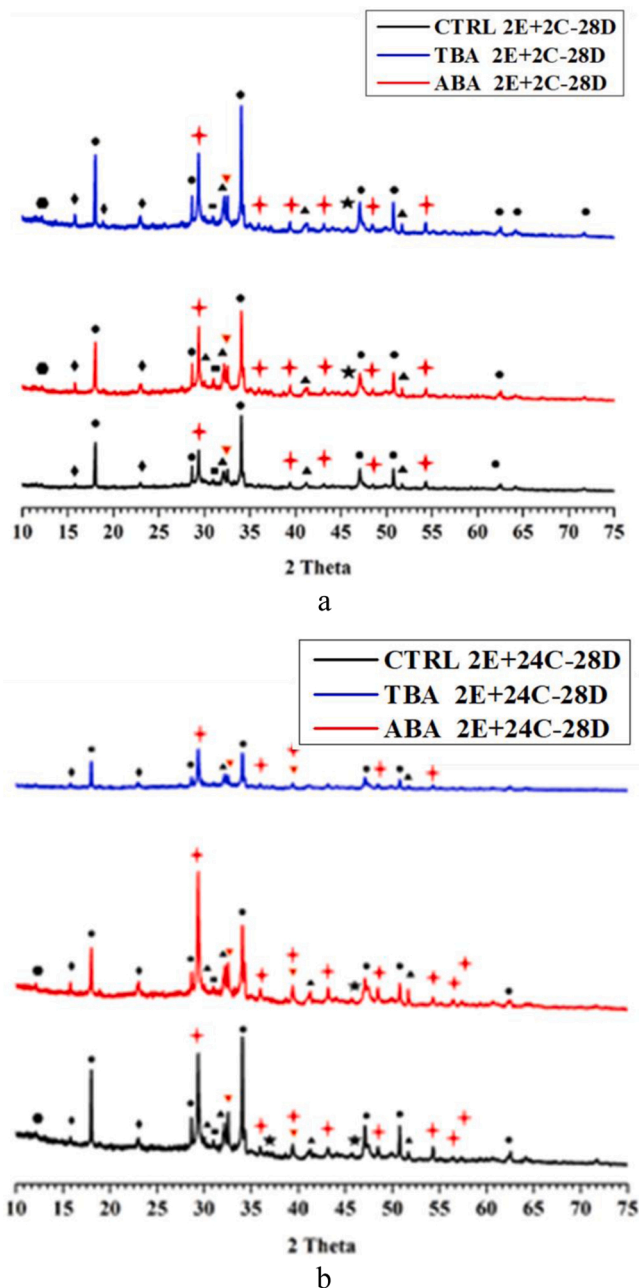 CTRL 2E+2C-28D
TBA 2E+2C-28D
ABA 2E+2C-28D
10 15 20 25 30 35 40 45 50 55 60 65 70 75
2 Theta
a
CTRL 2E+24C-28D
TBA 2E+24C-28D
ABA 2E+24C-28D
10 15 20 25 30 35 40 45 50 55 60 65 70 75
2 Theta
b